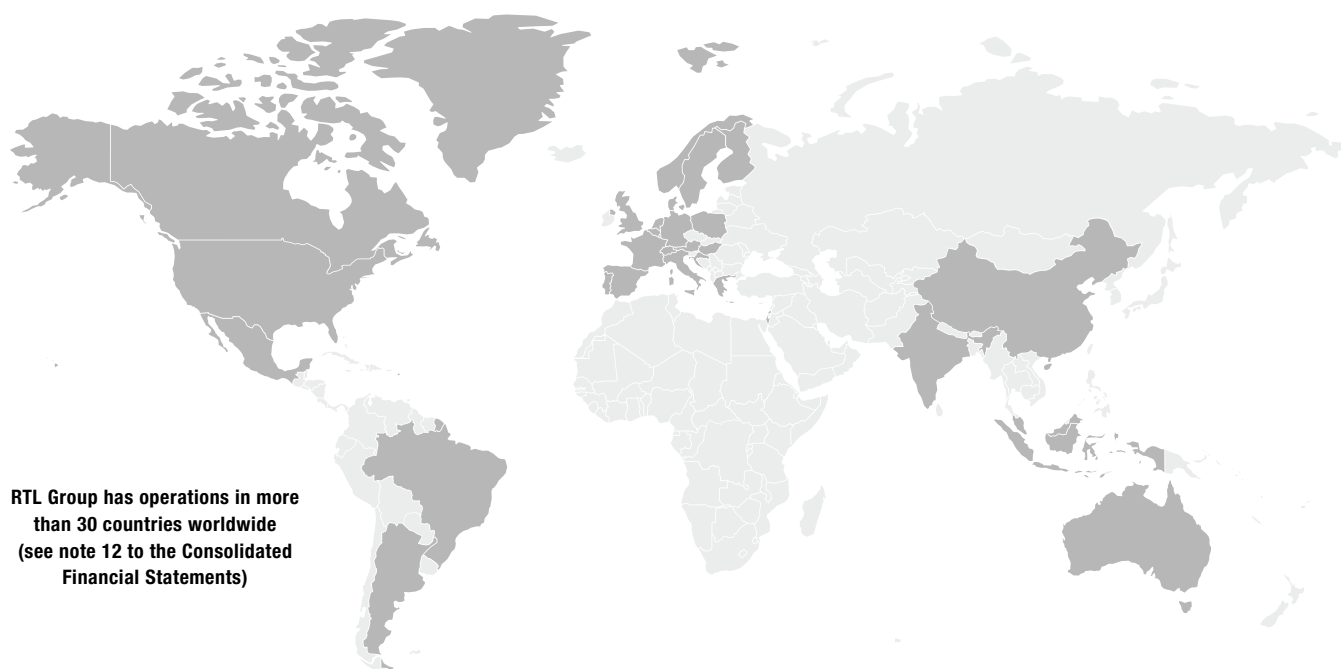 RTL Group has operations in more
than 30 countries worldwide
(see note 12 to the Consolidated
Financial Statements)